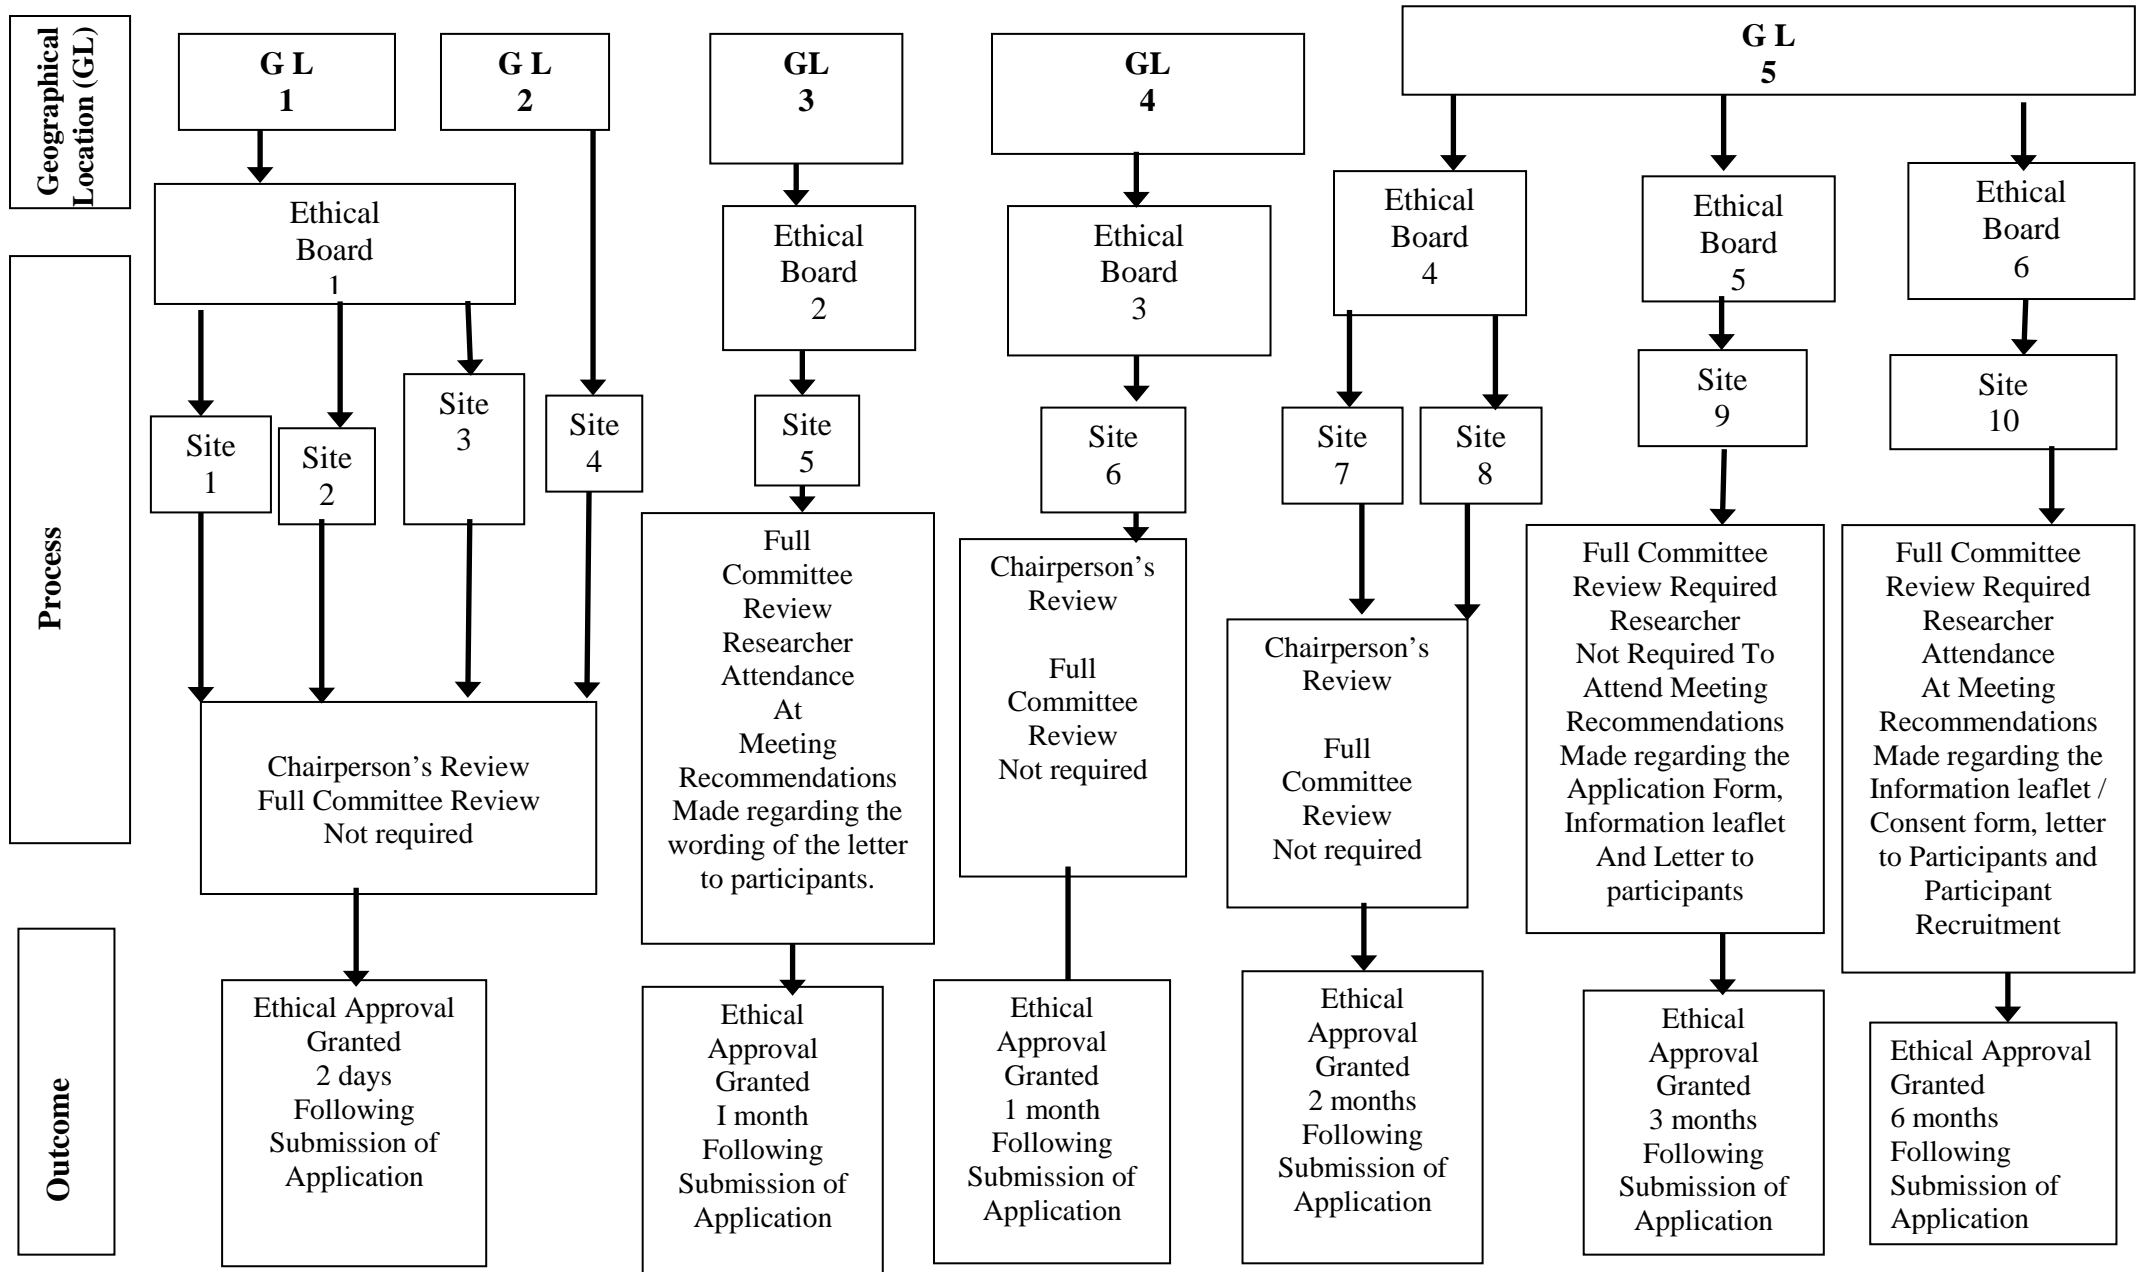 Geographical
Location (GL)
G L
1
G L
2
GL
3
GL
4
G L
5
Ethical
Board
1
Ethical
Board
2
Ethical
Board
3
Ethical
Board
4
Ethical
Board
5
Ethical
Board
6
Process
Site
1
Site
2
Site
3
Site
4
Site
5
Site
6
Site
7
Site
8
Site
9
Site
10
Chairperson’s Review
Full Committee Review
Not required
Full
Committee
Review
Researcher
Attendance
At
Meeting
Recommendations
Made regarding the
wording of the letter
to participants.
Chairperson’s
Review
Full
Committee
Review
Not required
Chairperson’s
Review
Full
Committee
Review
Not required
Full Committee
Review Required
Researcher
Not Required To
Attend Meeting
Recommendations
Made regarding the
Application Form,
Information leaflet
And Letter to
participants
Full Committee
Review Required
Researcher
Attendance
At Meeting
Recommendations
Made regarding the
Information leaflet /
Consent form, letter
to Participants and
Participant
Recruitment
Outcome
Ethical Approval
Granted
2 days
Following
Submission of
Application
Ethical
Approval
Granted
I month
Following
Submission of
Application
Ethical
Approval
Granted
1 month
Following
Submission of
Application
Ethical
Approval
Granted
2 months
Following
Submission of
Application
Ethical
Approval
Granted
3 months
Following
Submission of
Application
Ethical Approval
Granted
6 months
Following
Submission of
Application